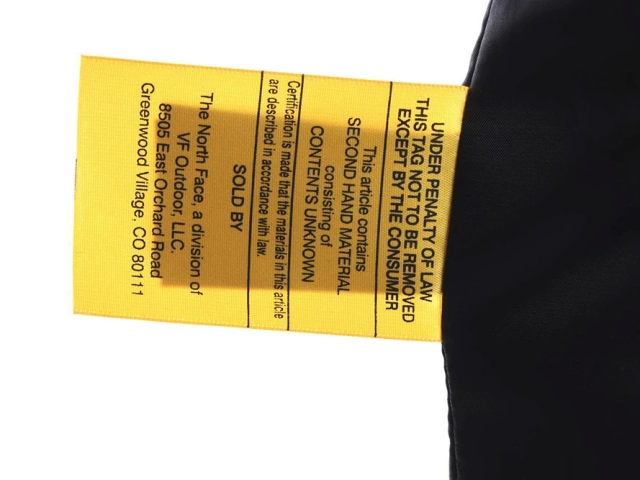 UNDER PENALTY OF LAW
THIS TAG NOT TO BE REMOVED
EXCEPT BY THE CONSUMER
This article contains
SECOND HAND MATERIAL
consisting of
CONTENTS UNKNOWN
Certification is made that the materials in this article
are described in accordance with law.
SOLD BY
The North Face, a division of
VF Outdoor, LLC.
8505 East Orchard Road
Greenwood Village, CO 80111